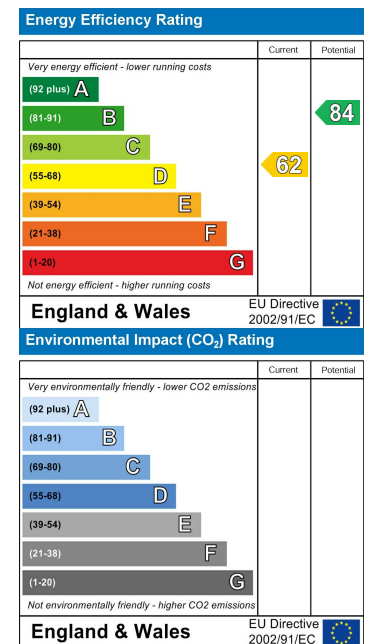 Energy Efficiency Rating
Current Potential
Very energy efficient - lower running costs
(92 plus) A
(81-91) B
84
(69-80) C
62
(55-68) D
(39-54) E
(21-38) F
(1-20) G
Not energy efficient - higher running costs
England & Wales
EU Directive
2002/91/EC
Environmental Impact (CO₂) Rating
Current Potential
Very environmentally friendly - lower CO2 emissions
(92 plus) A
(81-91) B
(69-80) C
(55-68) D
(39-54) E
(21-38) F
(1-20) G
Not environmentally friendly - higher CO2 emissions
England & Wales
EU Directive
2002/91/EC